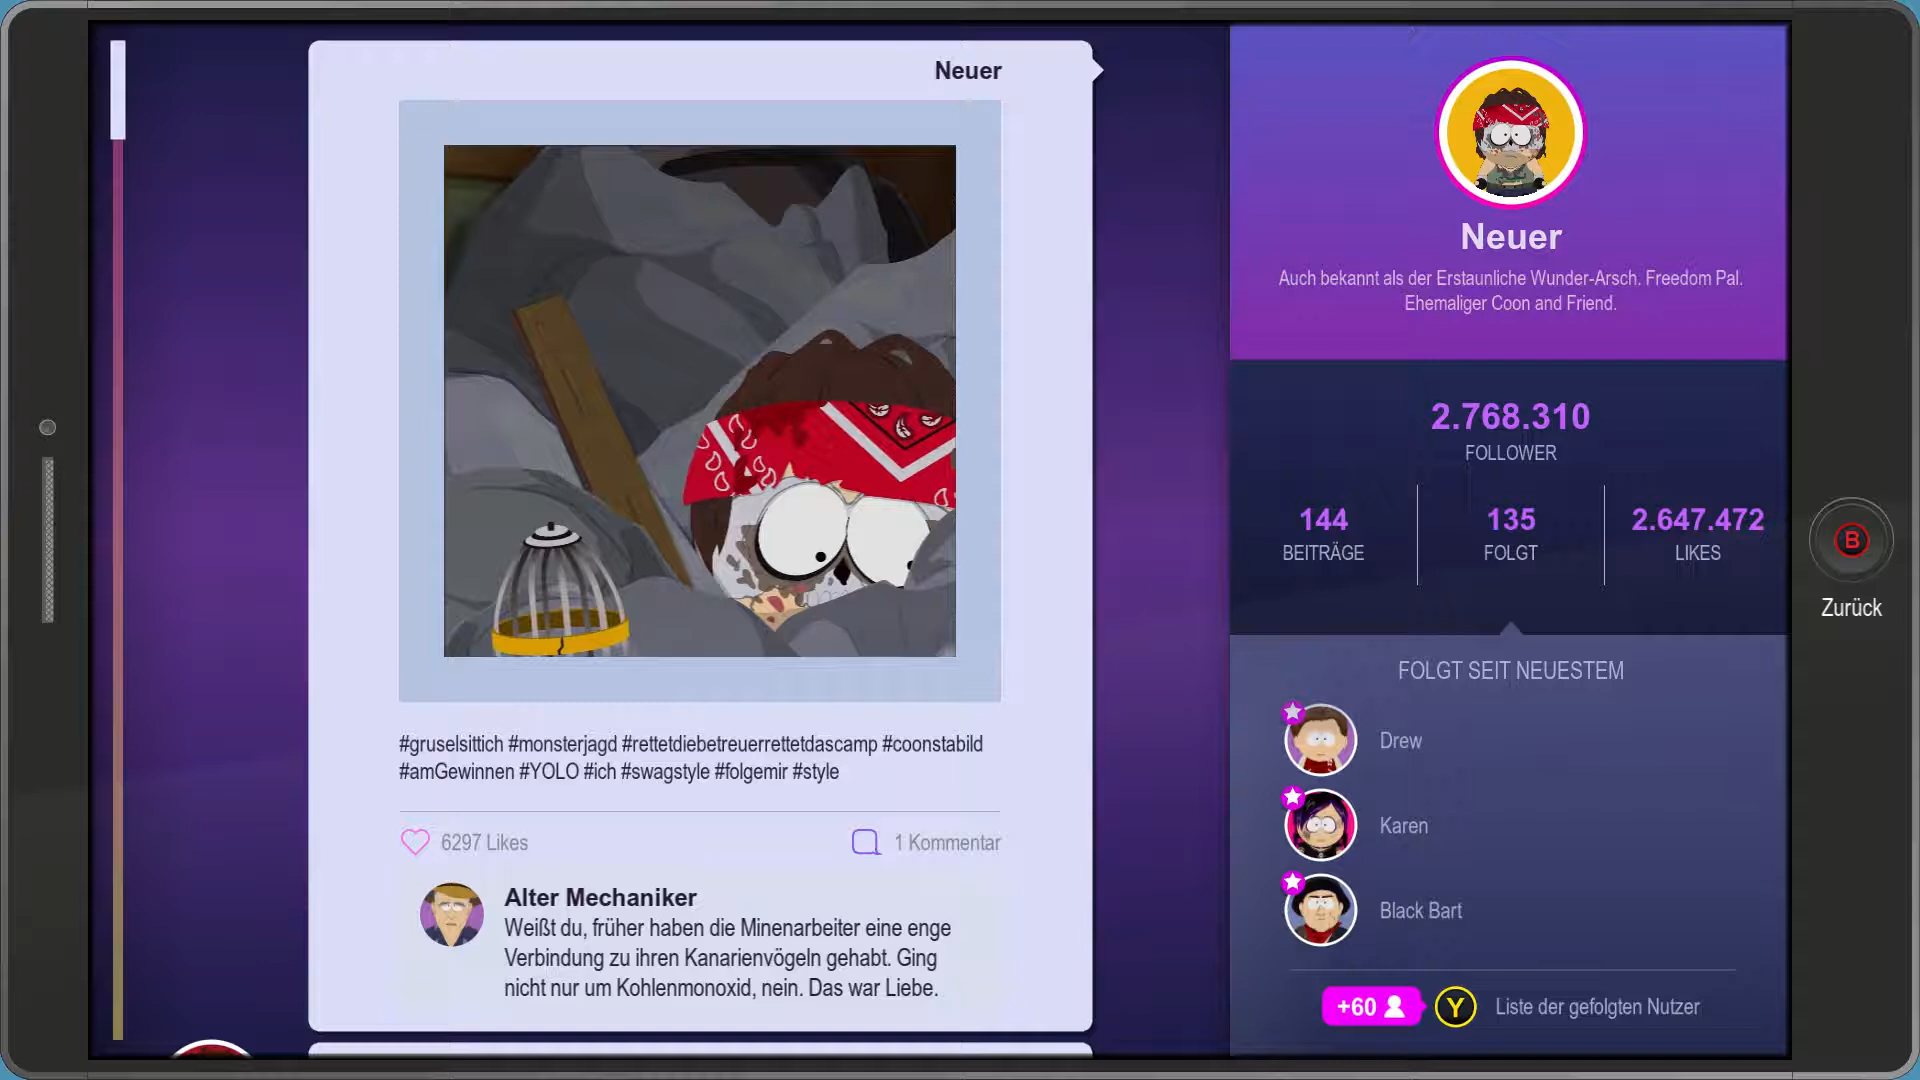 Neuer
#gruselsittich #monsterjagd #rettetdiebetreuerrettetdascamp #coonstabild
#amGewinnen #YOLO #ich #swagstyle #folgemir #style
6297 Likes
1 Kommentar
Alter Mechaniker
Weißt du, früher haben die Minenarbeiter eine enge
Verbindung zu ihren Kanarienvögeln gehabt. Ging
nicht nur um Kohlenmonoxid, nein. Das war Liebe.
Neuer
Auch bekannt als der Erstaunliche Wunder-Arsch. Freedom Pal.
Ehemaliger Coon and Friend.
2.768.310
FOLLOWER
144
BEITRÄGE
135
FOLGT
2.647.472
LIKES
FOLGT SEIT NEUESTEM
Drew
Karen
Black Bart
+60
Y
Liste der gefolgten Nutzer
B
Zurück